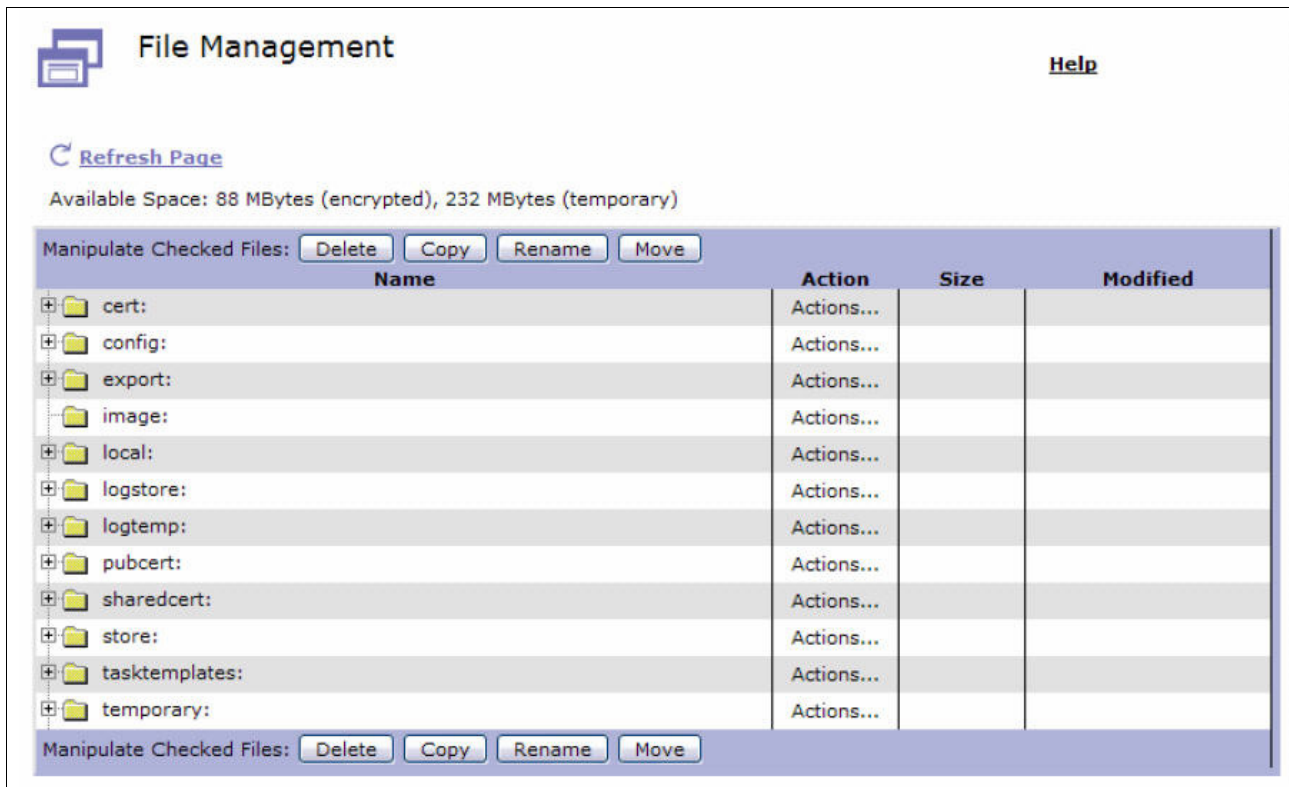 File Management
Help
Refresh Page
Available Space: 88 MBytes (encrypted), 232 MBytes (temporary)
Manipulate Checked Files: Delete Copy Rename Move
Name Action Size Modified
cert: Actions...
config: Actions...
export: Actions...
image: Actions...
local: Actions...
logstore: Actions...
logtemp: Actions...
pubcert: Actions...
sharedcert: Actions...
store: Actions...
tasktemplates: Actions...
temporary: Actions...
Manipulate Checked Files: Delete Copy Rename Move